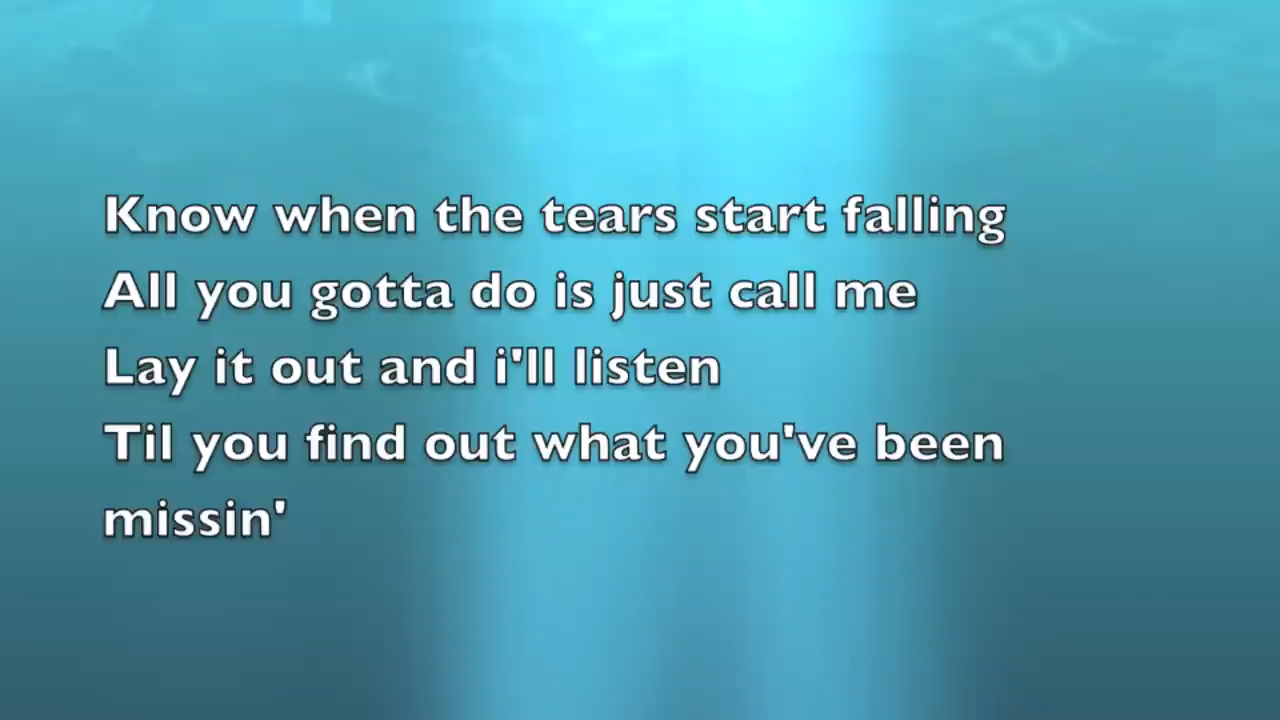 Know when the tears start falling
All you gotta do is just call me
Lay it out and i'll listen
Til you find out what you've been
missin'